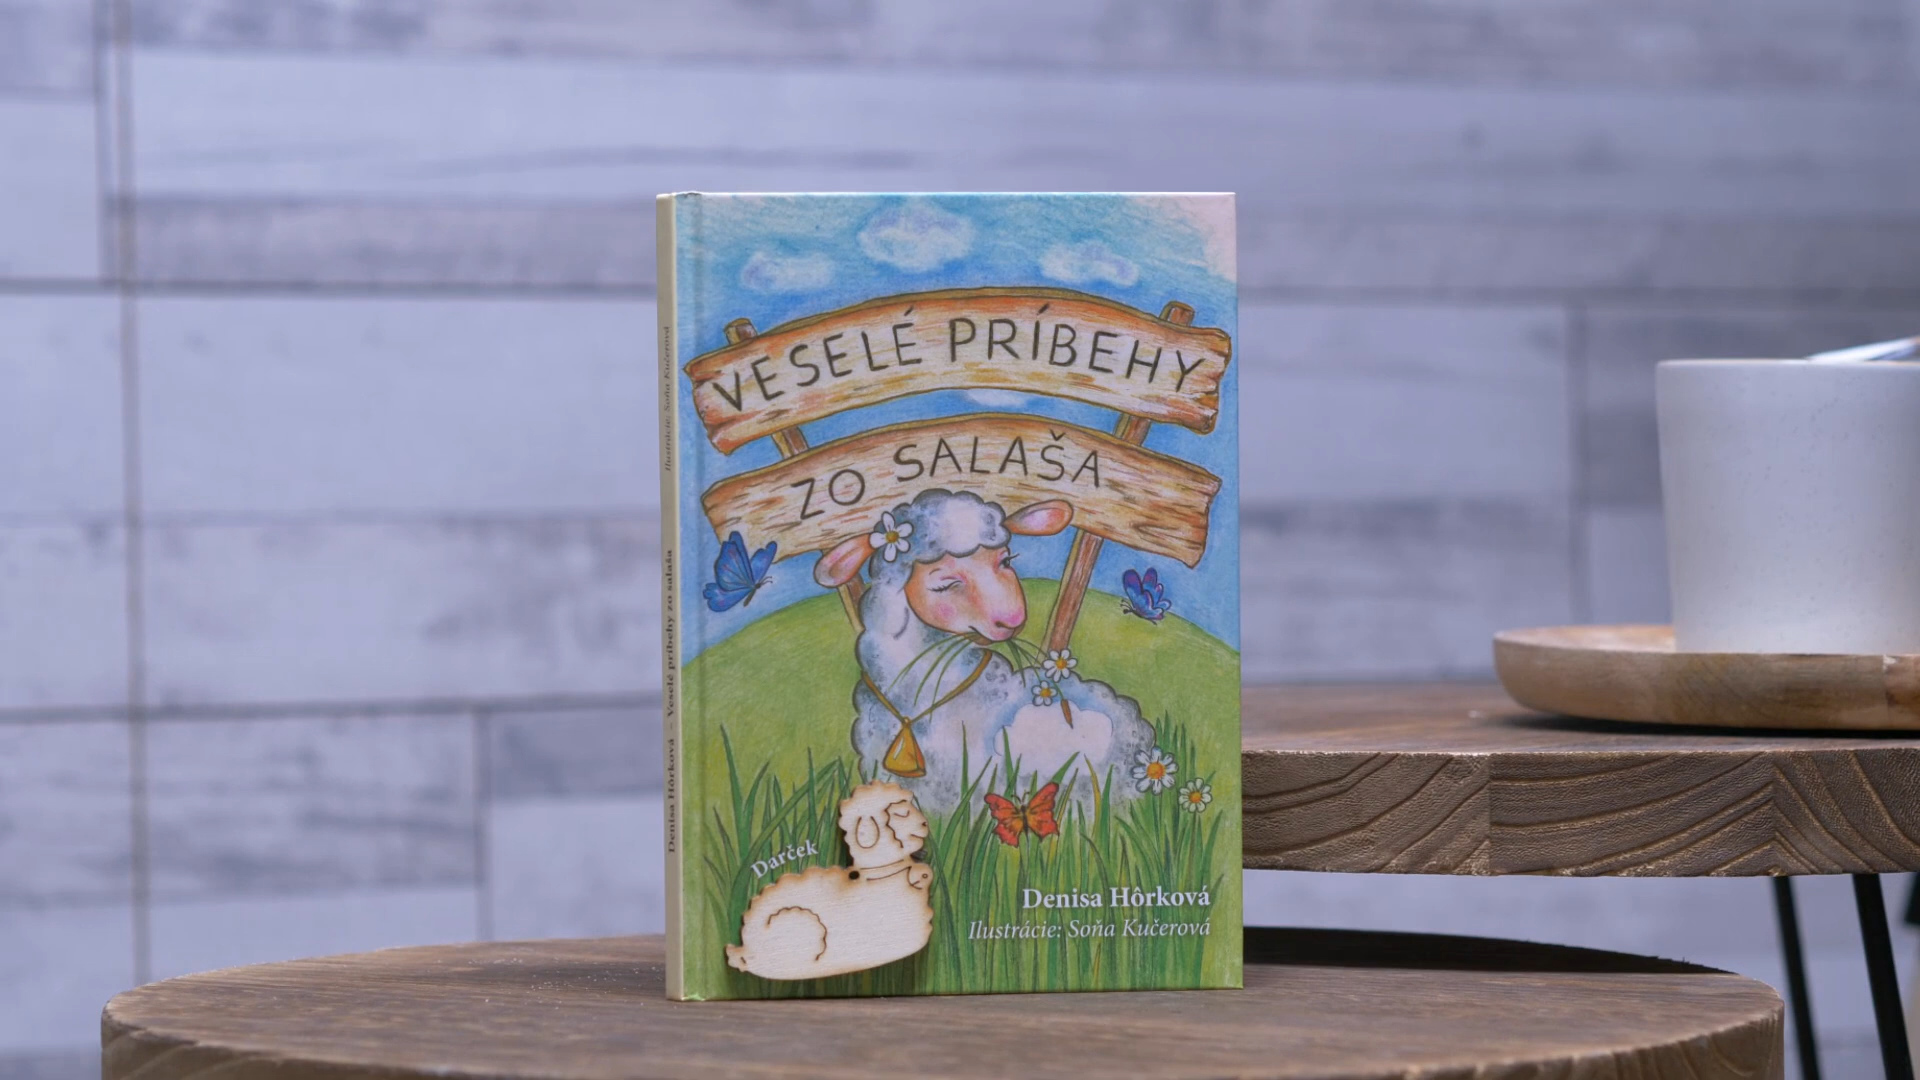 VESELÉ PRÍBEHY
ZO SALAŠA
Darček
Denisa Hôrková
Ilustrácie: Soňa Kučerová
Denisa Hôrková – Veselé príbehy zo salaša
Ilustrácie: Soňa Kučerová